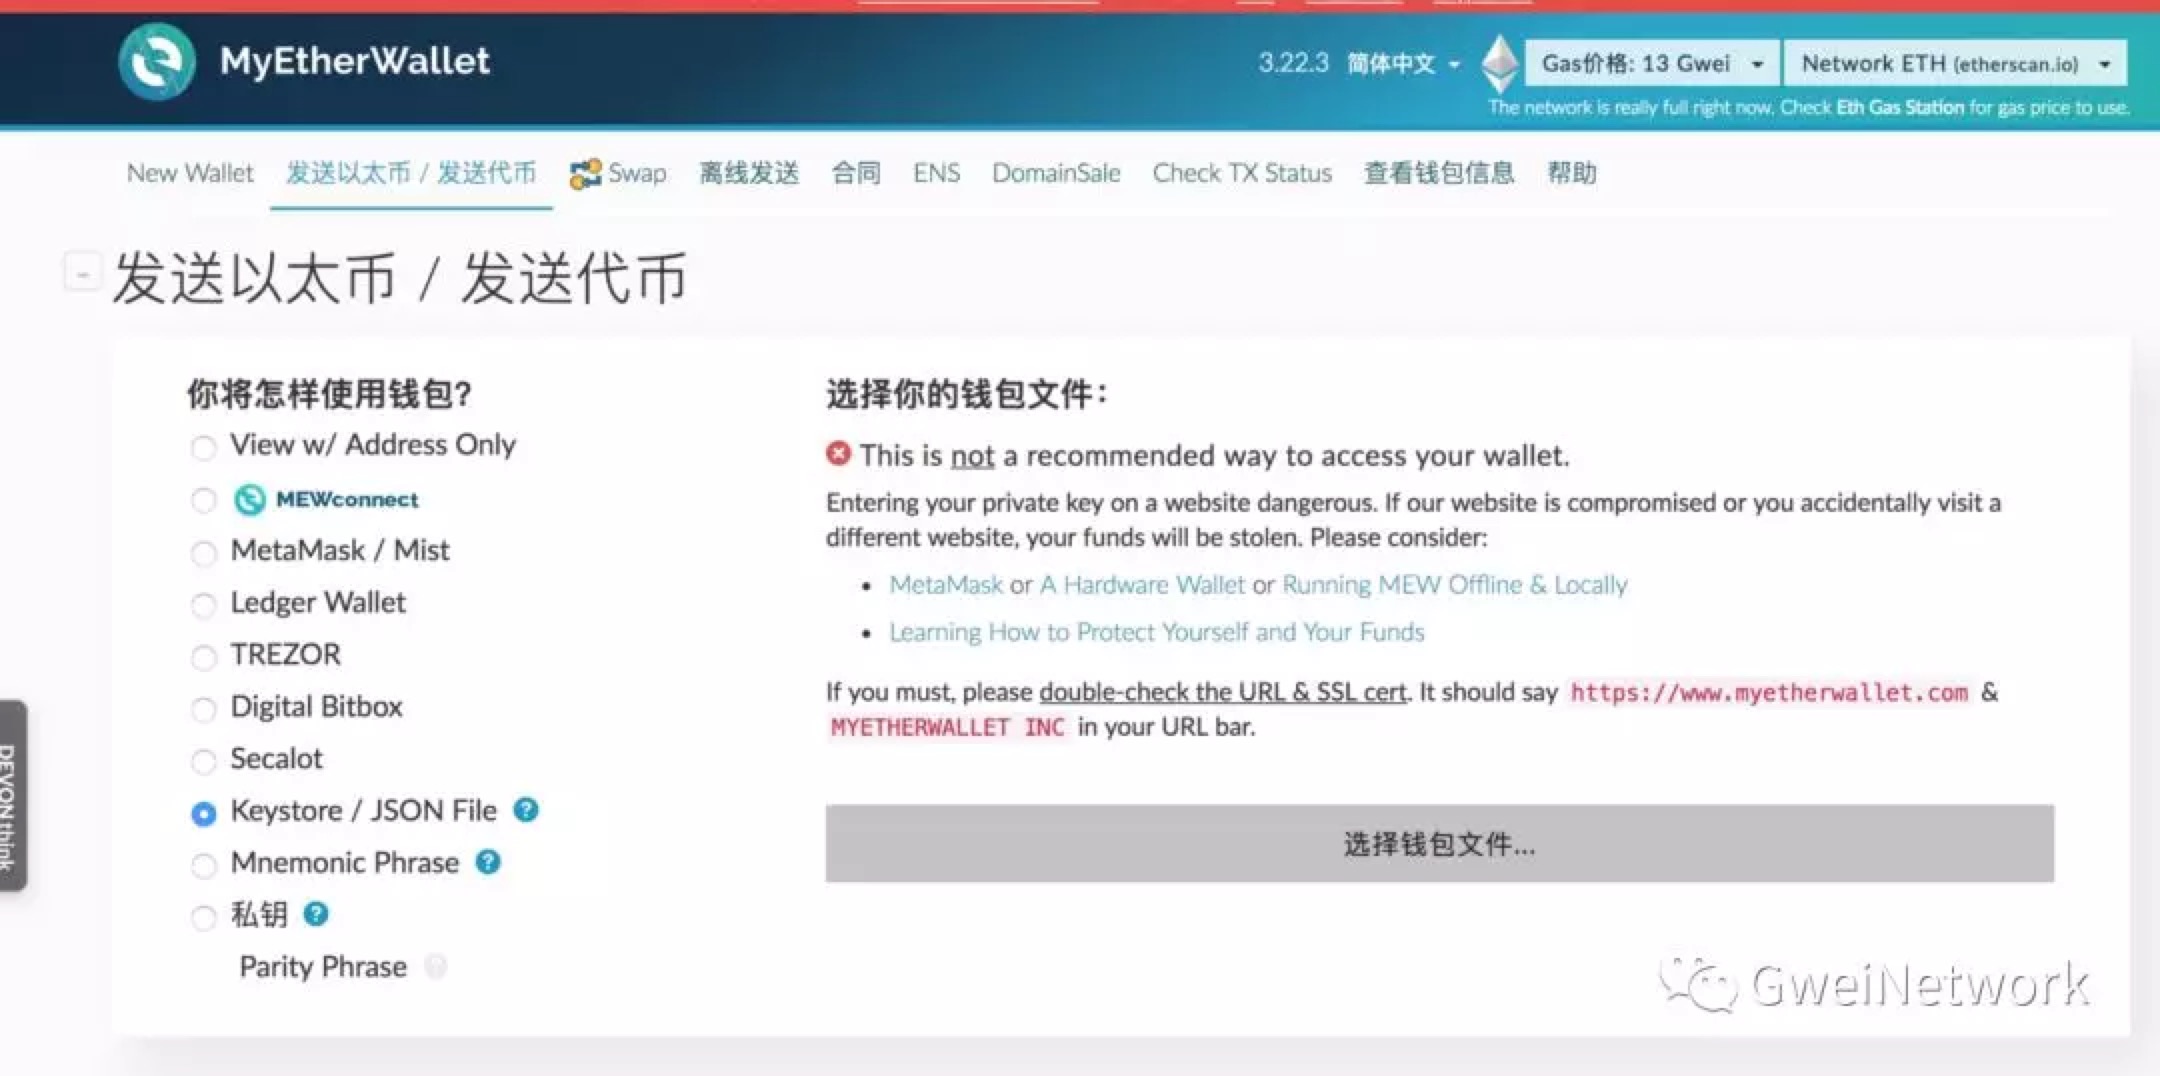 MyEtherWallet
3.22.3 简体中文
Gas价格: 13 Gwei
Network ETH (etherscan.io)
The network is really full right now. Check Eth Gas Station for gas price to use.
New Wallet 发送以太币 / 发送代币 Swap 离线发送 合同 ENS DomainSale Check TX Status 查看钱包信息 帮助
- 发送以太币 / 发送代币
你将怎样使用钱包?
View w/ Address Only
MEWconnect
MetaMask / Mist
Ledger Wallet
TREZOR
Digital Bitbox
Secalot
Keystore / JSON File ?
Mnemonic Phrase ?
私钥 ?
Parity Phrase
选择你的钱包文件:
This is not a recommended way to access your wallet.
Entering your private key on a website dangerous. If our website is compromised or you accidentally visit a
different website, your funds will be stolen. Please consider:
• MetaMask or A Hardware Wallet or Running MEW Offline & Locally
• Learning How to Protect Yourself and Your Funds
If you must, please double-check the URL & SSL cert. It should say https://www.myetherwallet.com &
MYETHERWALLET INC in your URL bar.
选择钱包文件...
DEVONthink
GweiNetwork